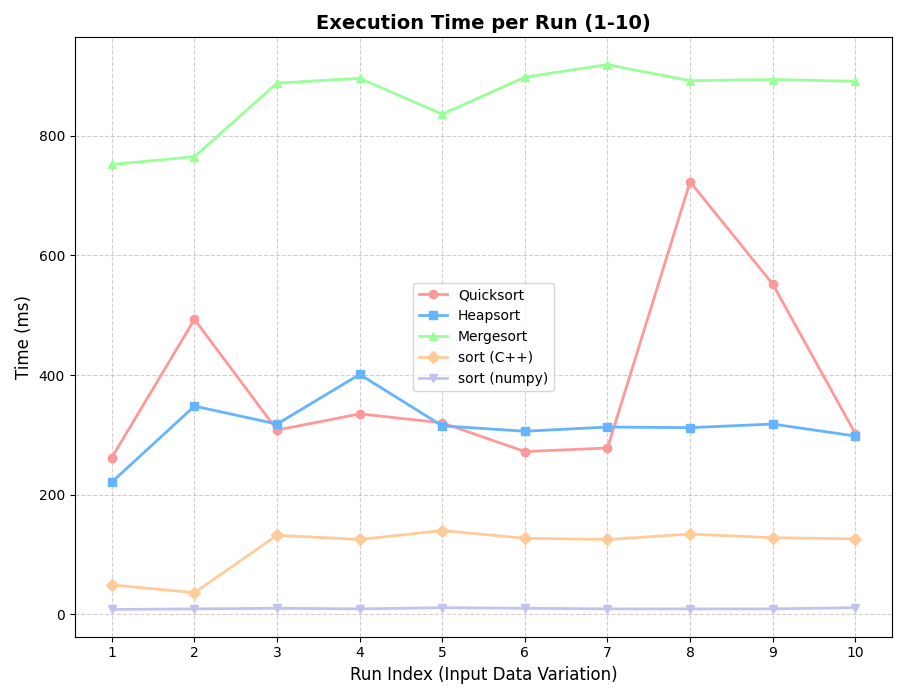 Execution Time per Run (1-10)
Time (ms)
800
600
400
200
0
Quicksort
Heapsort
Mergesort
sort (C++)
sort (numpy)
1 2 3 4 5 6 7 8 9 10
Run Index (Input Data Variation)